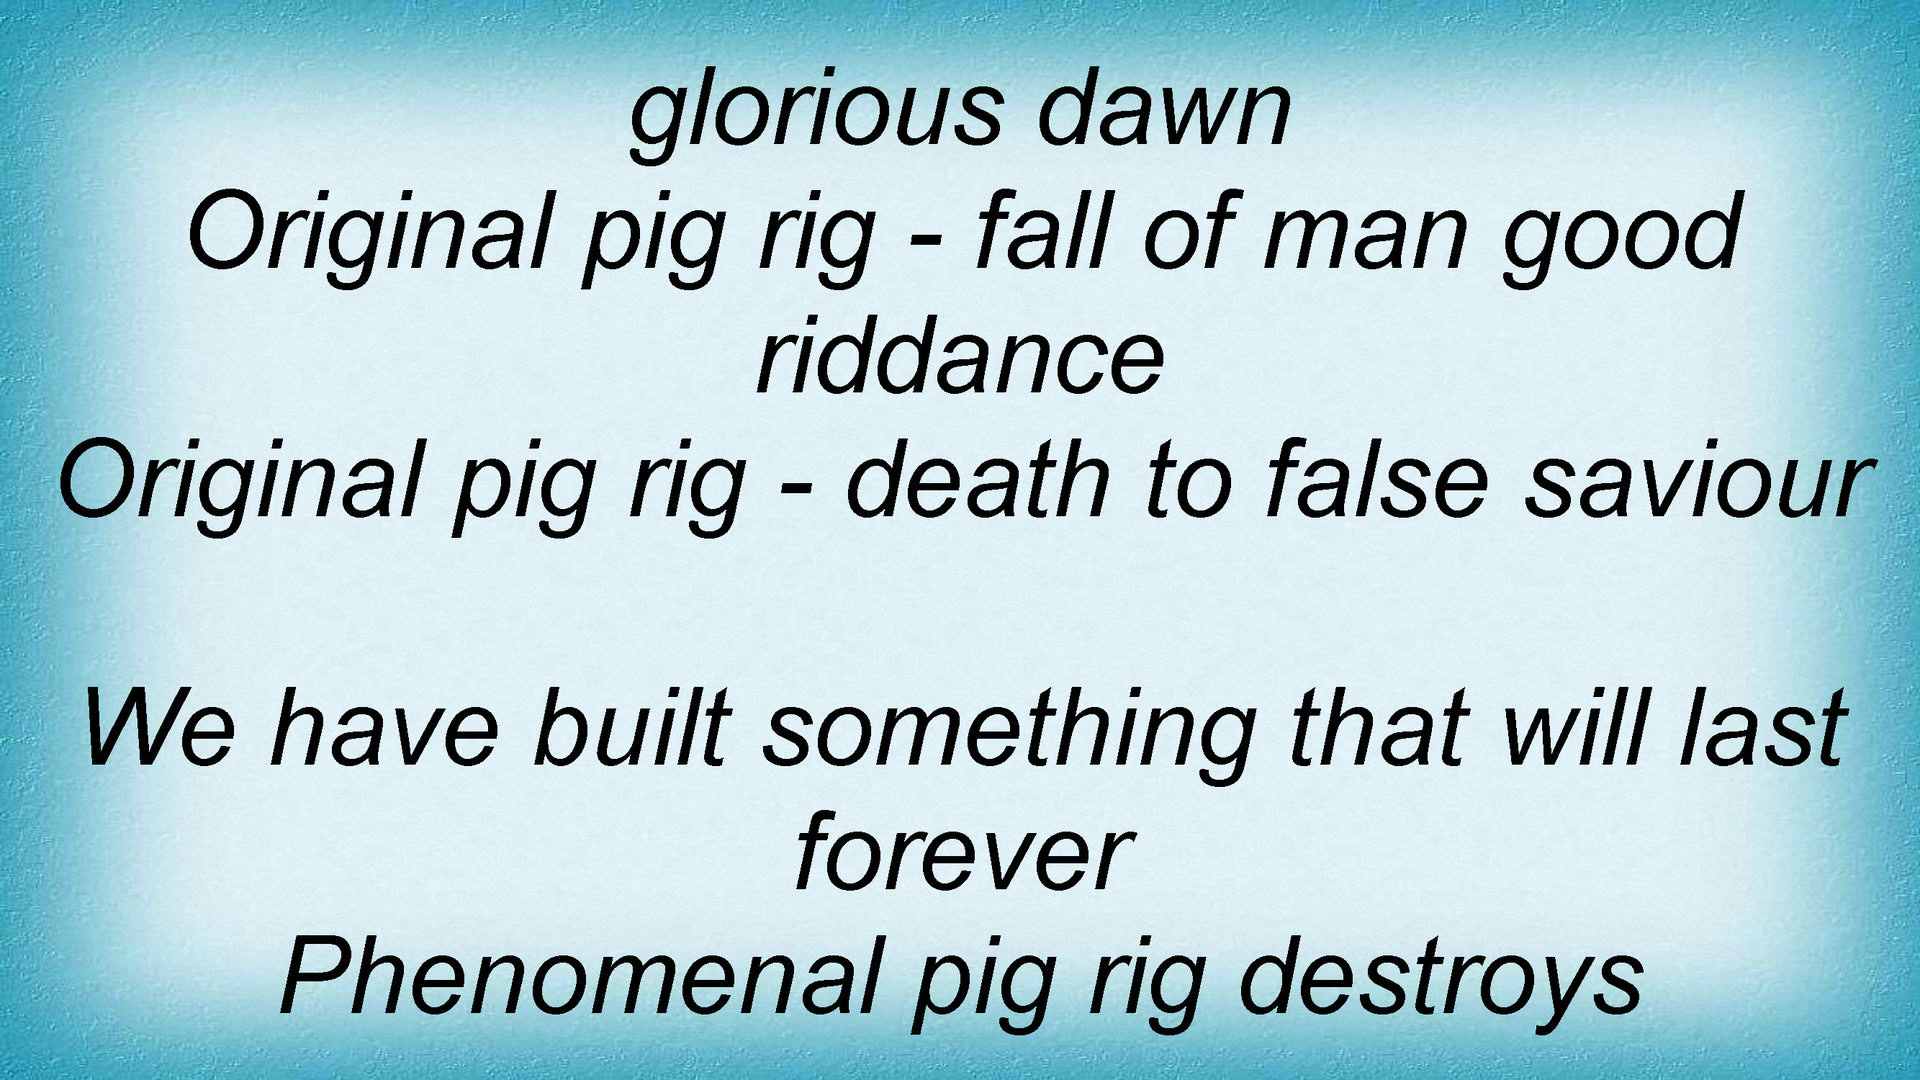 glorious dawn
Original pig rig - fall of man good
riddance
Original pig rig - death to false saviour
We have built something that will last
forever
Phenomenal pig rig destroys